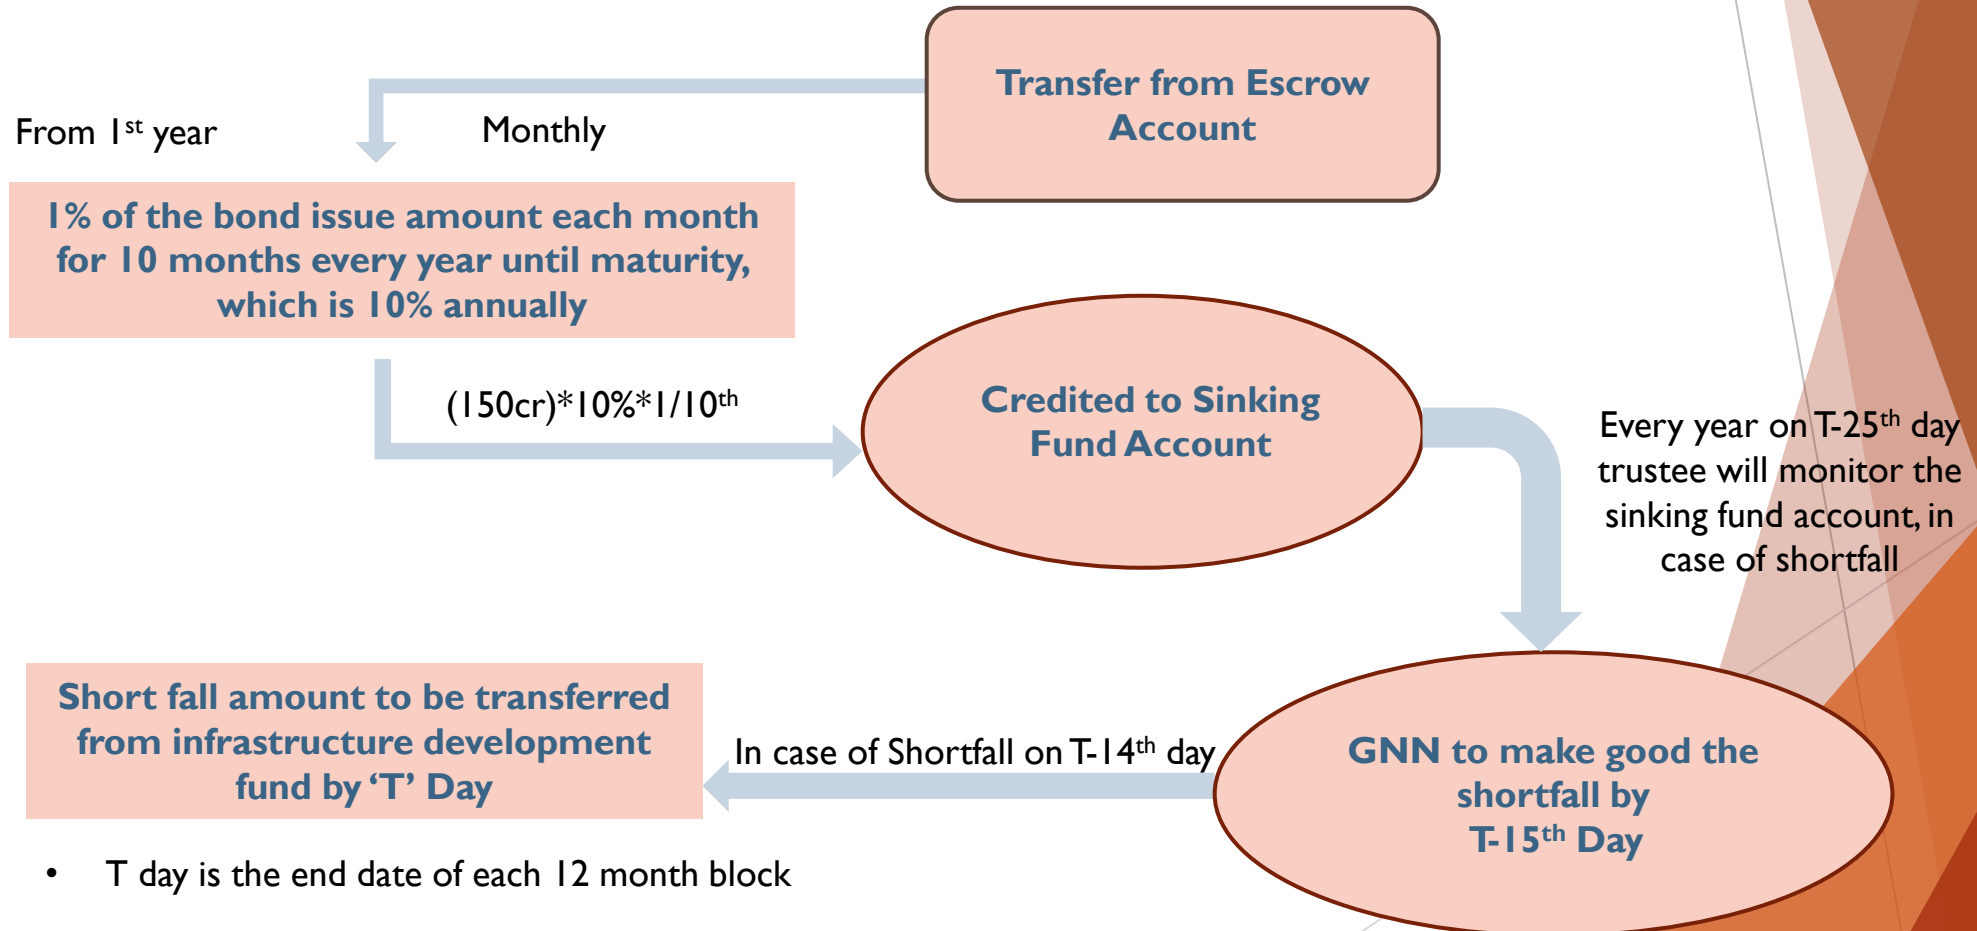 Transfer from Escrow
Account
From 1st year
Monthly
1% of the bond issue amount each month
for 10 months every year until maturity,
which is 10% annually
(150cr)*10%*1/10th
Credited to Sinking
Fund Account
Every year on T-25th day
trustee will monitor the
sinking fund account, in
case of shortfall
GNN to make good the
shortfall by
T-15th Day
In case of Shortfall on T-14th day
Short fall amount to be transferred
from infrastructure development
fund by ‘T’ Day
• T day is the end date of each 12 month block